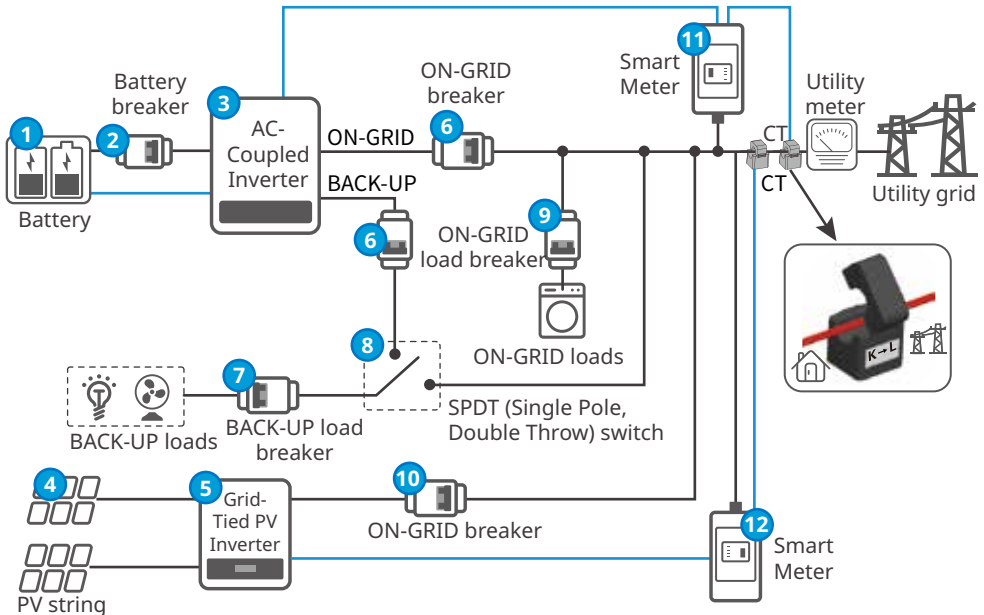 11
Smart
Meter
ON-GRID
breaker
Utility
meter
Battery
breaker
3
1
2
AC-
Coupled
Inverter
ON-GRID
6
CT
CT
BACK-UP
Utility grid
Battery
6
9
ON-GRID
load breaker
8
ON-GRID loads
K→L
7
SPDT (Single Pole,
Double Throw) switch
BACK-UP loads
BACK-UP load
breaker
4
5
10
Grid-
Tied PV
Inverter
ON-GRID breaker
12
Smart
Meter
PV string